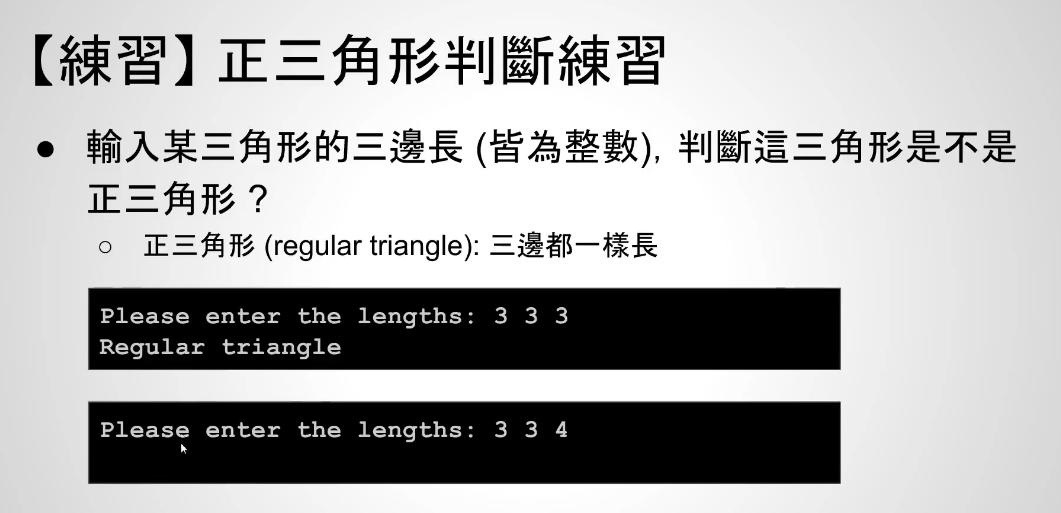 【練習】正三角形判斷練習
● 輸入某三角形的三邊長 (皆為整數), 判斷這三角形是不是
正三角形？
○ 正三角形 (regular triangle): 三邊都一樣長
Please enter the lengths: 3 3 3
Regular triangle
Please enter the lengths: 3 3 4